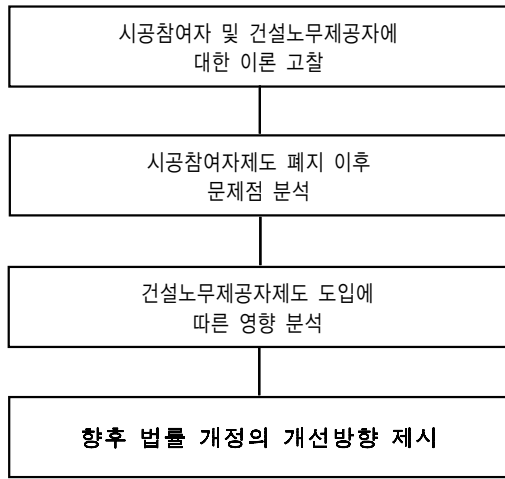 시공참여자 및 건설노무제공자에
대한 이론 고찰
시공참여자제도 폐지 이후
문제점 분석
건설노무제공자제도 도입에
따른 영향 분석
향후 법률 개정의 개선방향 제시